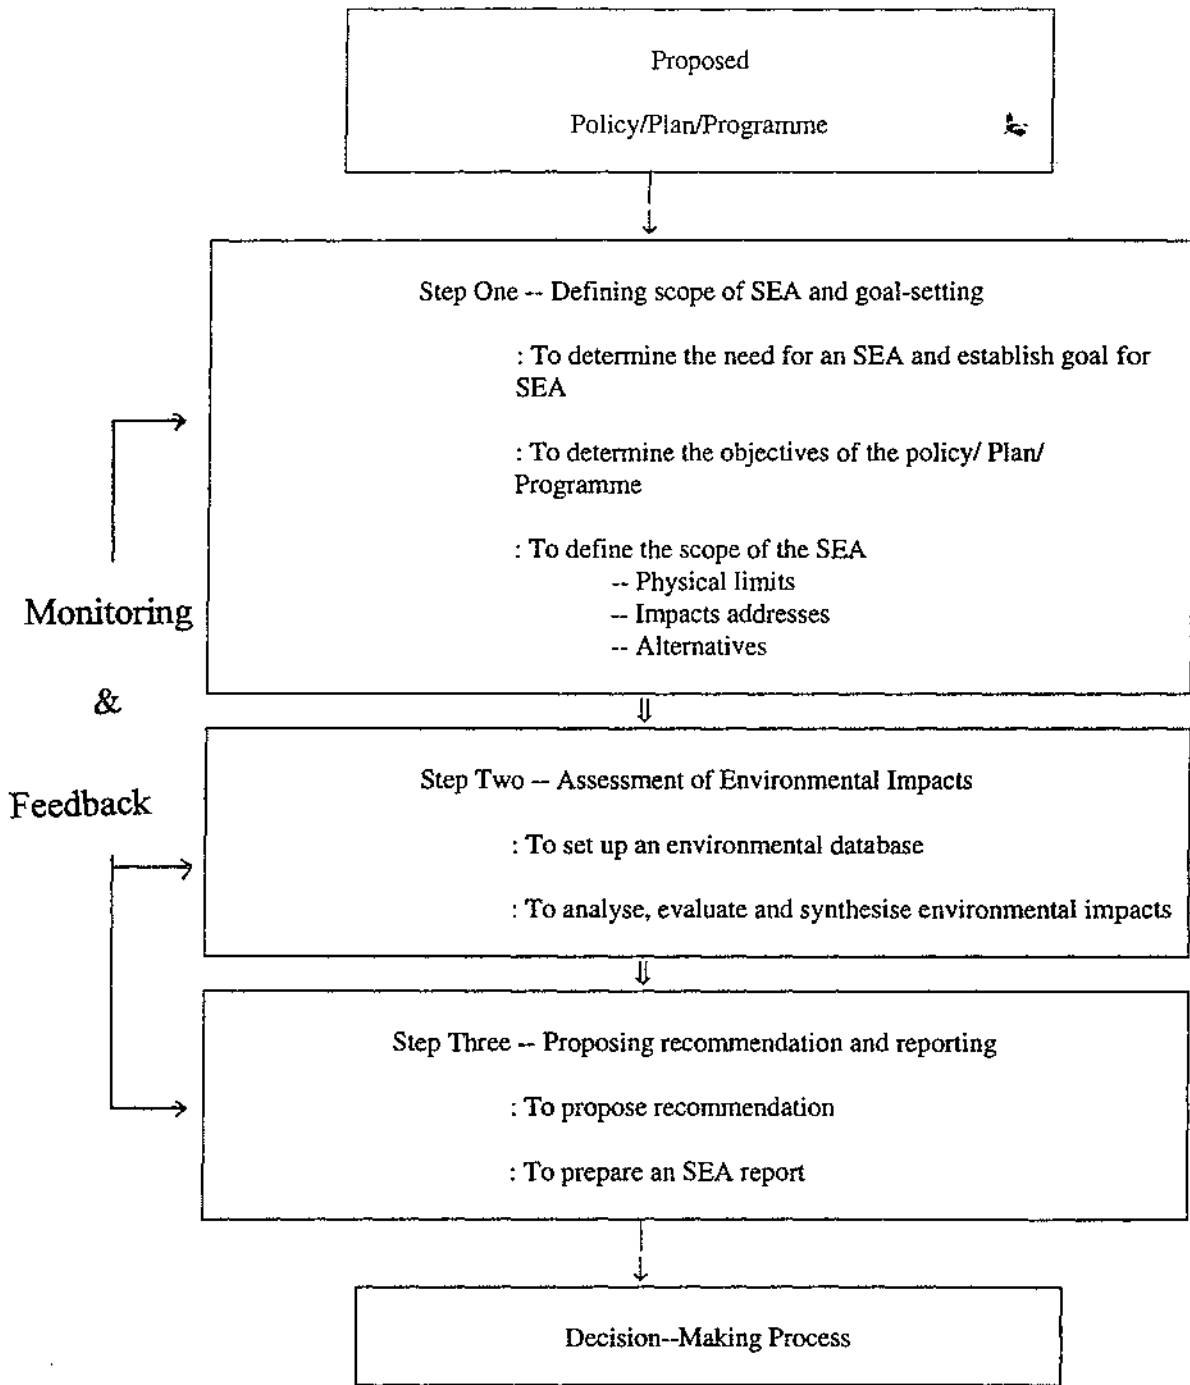 Proposed
Policy/Plan/Programme
Step One -- Defining scope of SEA and goal-setting
: To determine the need for an SEA and establish goal for
SEA
: To determine the objectives of the policy/ Plan/
Programme
: To define the scope of the SEA
-- Physical limits
-- Impacts addresses
-- Alternatives
Monitoring
&
Feedback
Step Two -- Assessment of Environmental Impacts
: To set up an environmental database
: To analyse, evaluate and synthesise environmental impacts
Step Three -- Proposing recommendation and reporting
: To propose recommendation
: To prepare an SEA report
Decision--Making Process